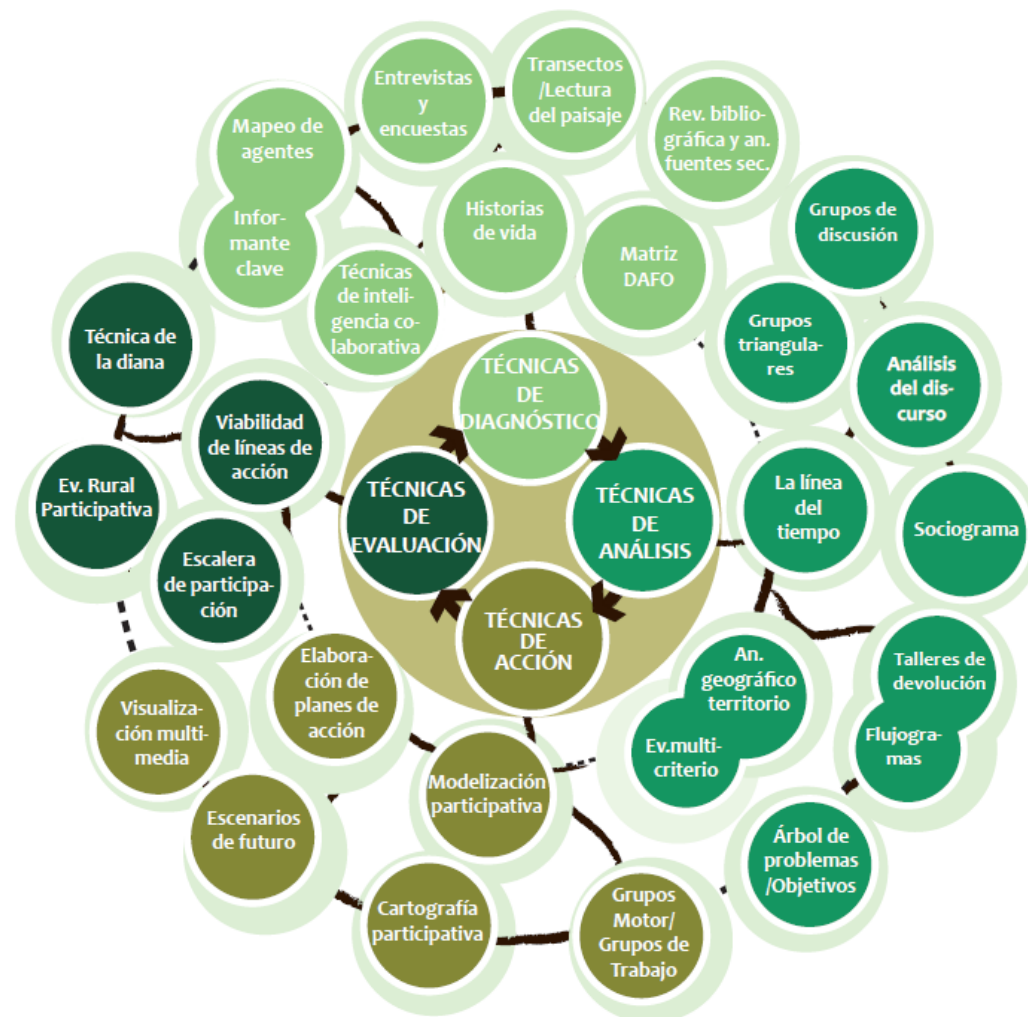 Entrevistas
y
encuestas
Transectos
/Lectura
del paisaje
Mapeo de
agentes
Rev. biblio-
gráfica y an.
fuentes sec.
Infor-
mante
clave
Historias
de vida
Grupos de
discusión
Técnicas
de inteli-
gencia co-
laborativa
Matriz
DAFO
Técnica de
la diana
Grupos
triangula-
res
Análisis
del dis-
curso
TÉCNICAS
DE
DIAGNÓSTICO
Viabilidad
de líneas de
acción
Ev. Rural
Participativa
TÉCNICAS
DE
EVALUACIÓN
TÉCNICAS
DE
ANÁLISIS
La línea
del
tiempo
Sociograma
Escalera
de participa-
ción
TÉCNICAS
DE
ACCIÓN
Elabora-
ción de
planes de
acción
An.
geográfico
territorio
Talleres de
devolución
Visualiza-
ción multi-
media
Ev.multi-
criterio
Flujogra-
mas
Modelización
participativa
Escenarios
de futuro
Árbol de
problemas
/Objetivos
Cartografía
participativa
Grupos
Motor/
Grupos de
Trabajo